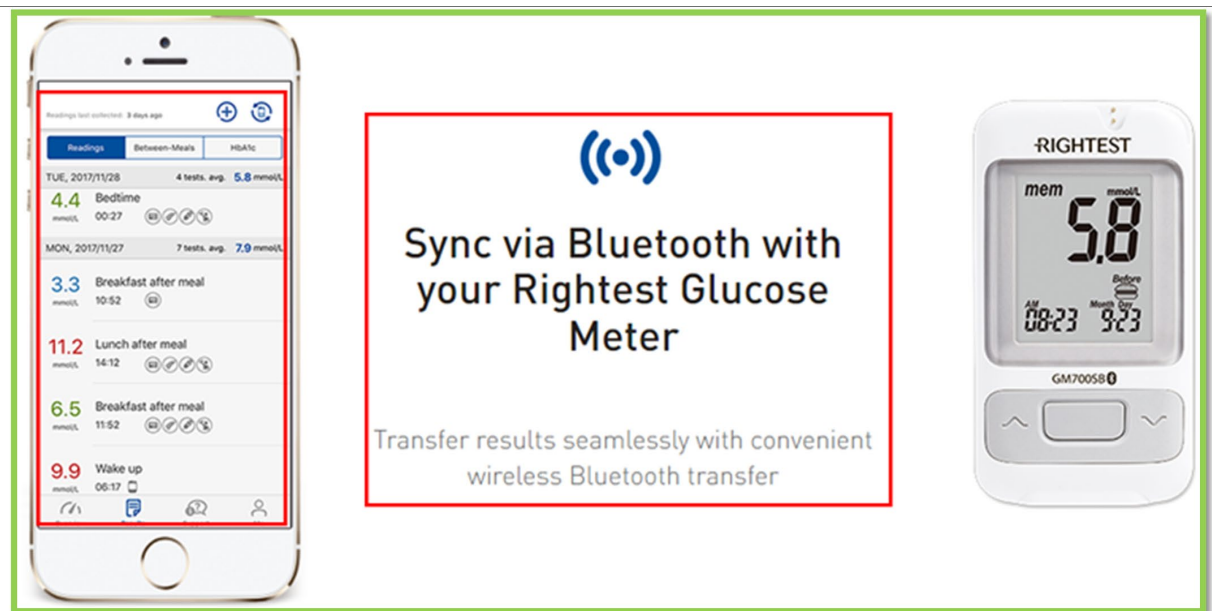 Readings last collected: 3 days ago
Readings Between-Meals HbA1c
TUE, 2017/11/28 4 tests. avg. 5.8 mmol/L
4.4 Bedtime
mmol/L 00:27
MON, 2017/11/27 7 tests. avg. 7.9 mmol/L
3.3 Breakfast after meal
mmol/L 10:52
11.2 Lunch after meal
mmol/L 14:12
6.5 Breakfast after meal
mmol/L 11:52
9.9 Wake up
mmol/L 06:17
Sync via Bluetooth with
your Rightest Glucose
Meter
Transfer results seamlessly with convenient
wireless Bluetooth transfer
RIGHTEST
mem mmol/L
5.8
Before
AM Month Day
08:23 9-23
GM700SB